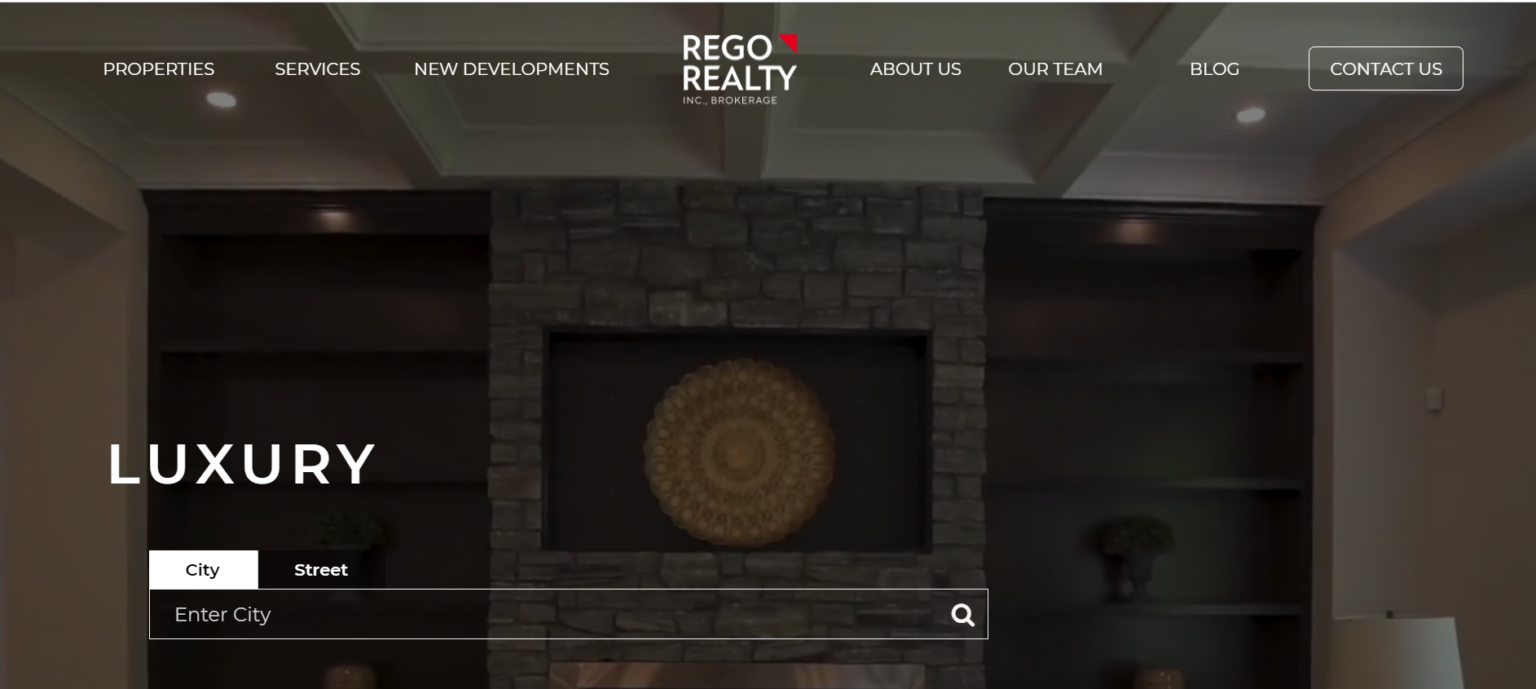 PROPERTIES SERVICES NEW DEVELOPMENTS
REGO
REALTY
INC., BROKERAGE
ABOUT US OUR TEAM BLOG CONTACT US
LUXURY
City Street
Enter City